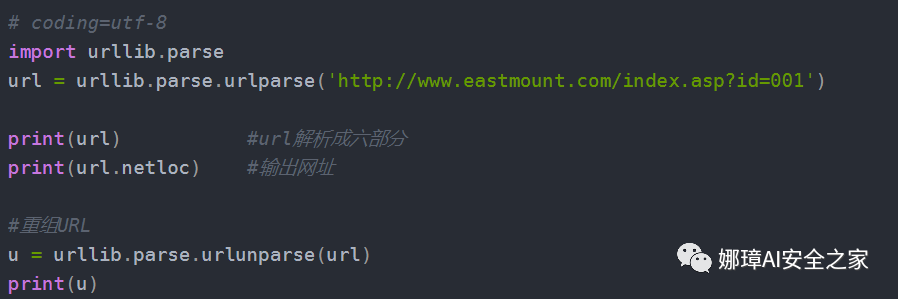 # coding=utf-8
import urllib.parse
url = urllib.parse.urlparse('http://www.eastmount.com/index.asp?id=001')
print(url) #url解析成六部分
print(url.netloc) #输出网址
#重组URL
u = urllib.parse.urlunparse(url)
print(u)
娜璋AI安全之家